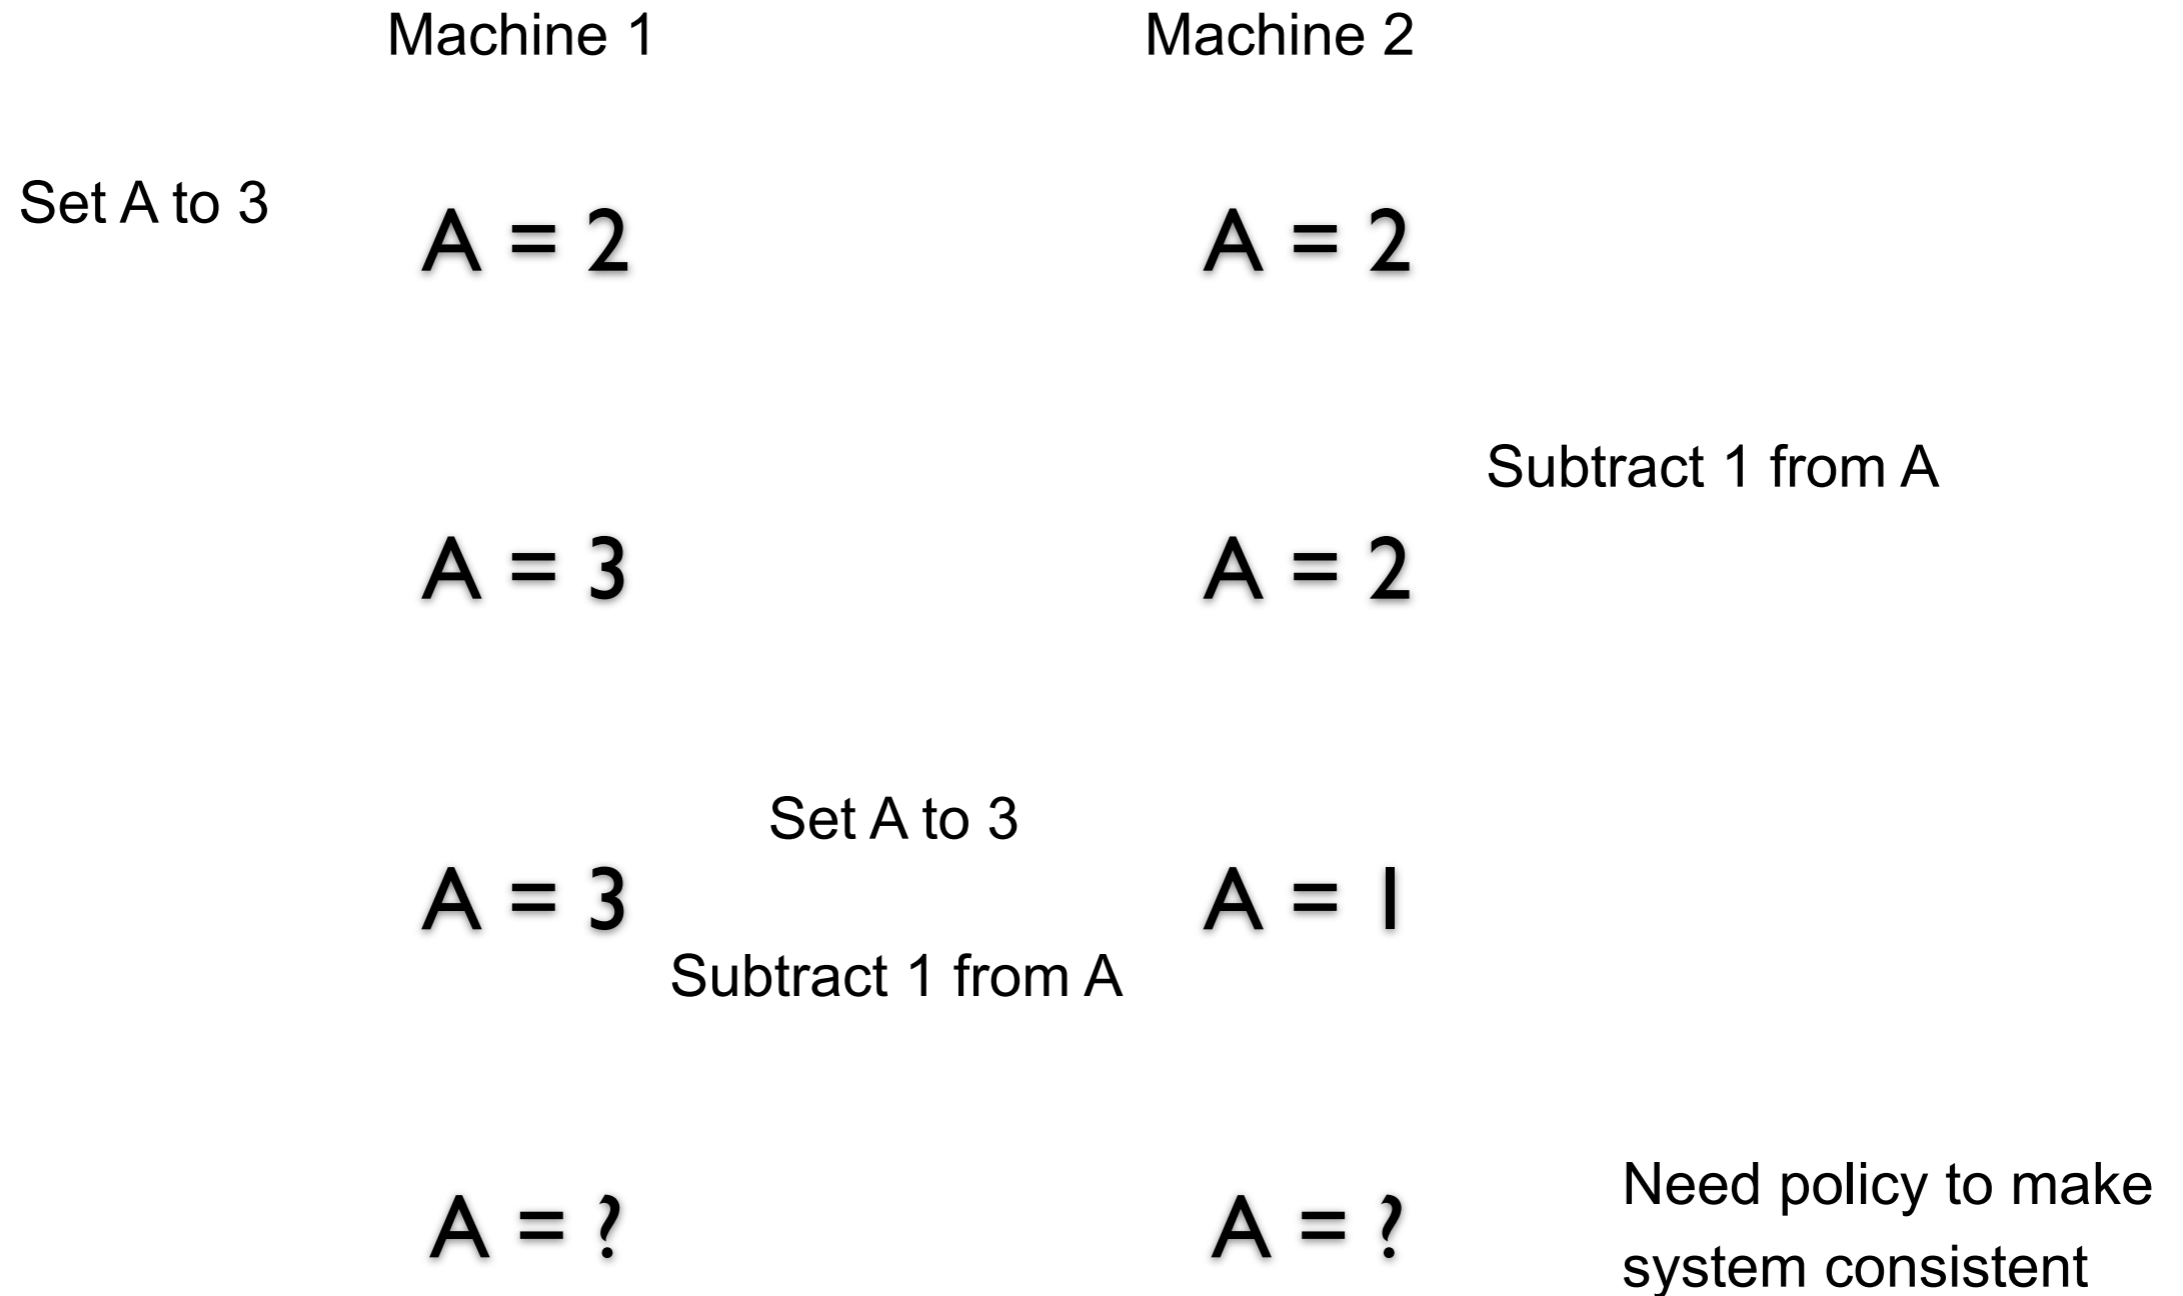 Machine 1
Machine 2
Set A to 3
A = 2
A = 2
Subtract 1 from A
A = 3
A = 2
Set A to 3
A = 3
A = 1
Subtract 1 from A
A = ?
A = ?
Need policy to make
system consistent